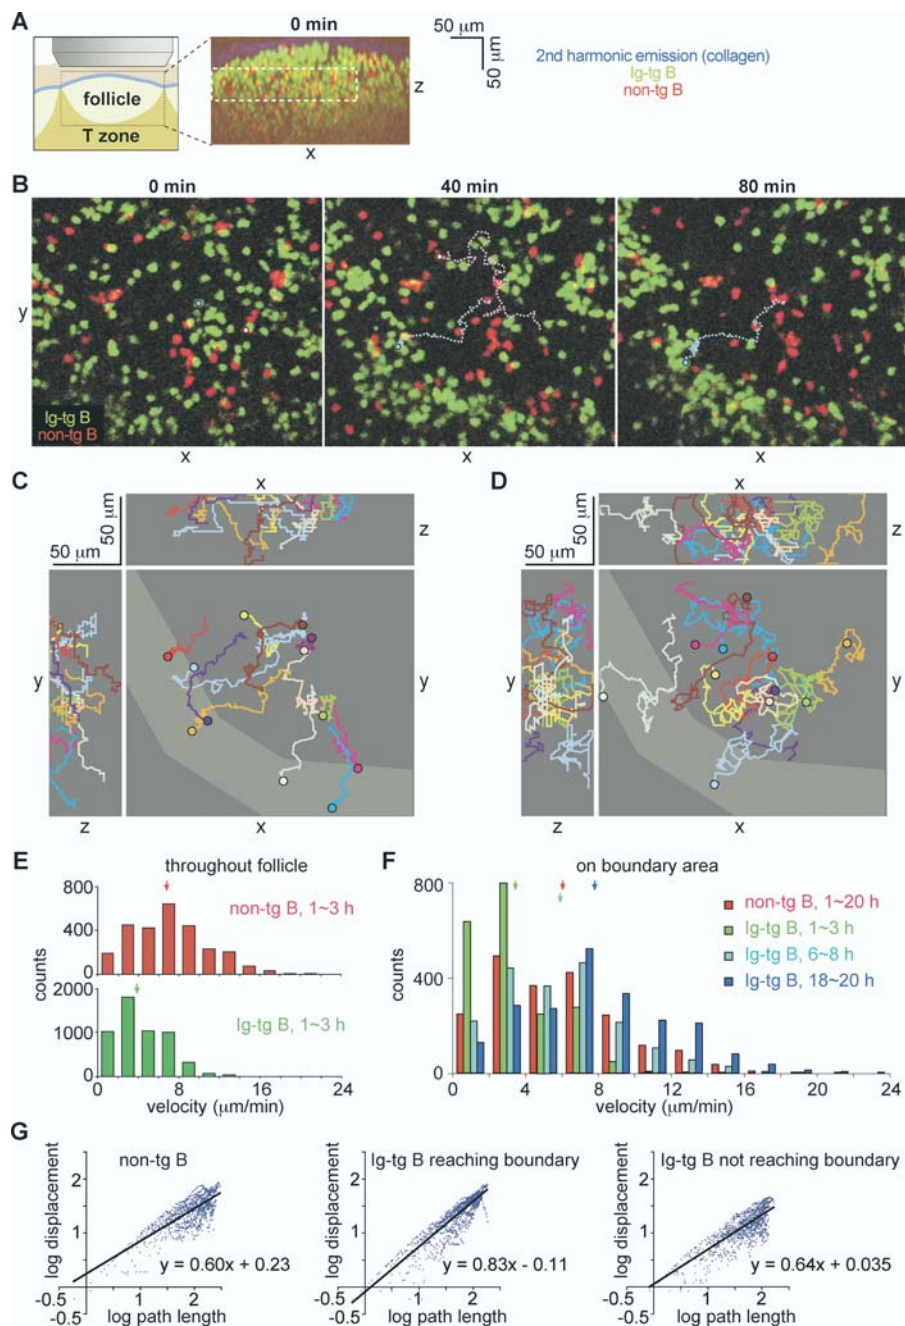 A
0 min
50 μm
50 μm
2nd harmonic emission (collagen)
Ig-tg B
non-tg B
follicle
T zone
z
x
B
0 min
40 min
80 min
y
Ig-tg B
non-tg B
x
x
x
C
x
D
x
50 μm
50 μm
z
50 μm
50 μm
z
y
y
y
y
z
x
z
x
E
throughout follicle
F
on boundary area
800
400
0
non-tg B, 1~3 h
counts
2000
1000
0
Ig-tg B, 1~3 h
0
8
16
24
velocity (μm/min)
800
400
0
counts
non-tg B, 1~20 h
Ig-tg B, 1~3 h
Ig-tg B, 6~8 h
Ig-tg B, 18~20 h
0
4
8
12
16
20
24
velocity (μm/min)
G
log displacement
2
1
-0.5
non-tg B
y = 0.60x + 0.23
-0.5
1
2
log path length
log displacement
2
1
-0.5
Ig-tg B reaching boundary
y = 0.83x - 0.11
-0.5
1
2
log path length
log displacement
2
1
-0.5
Ig-tg B not reaching boundary
y = 0.64x + 0.035
-0.5
1
2
log path length